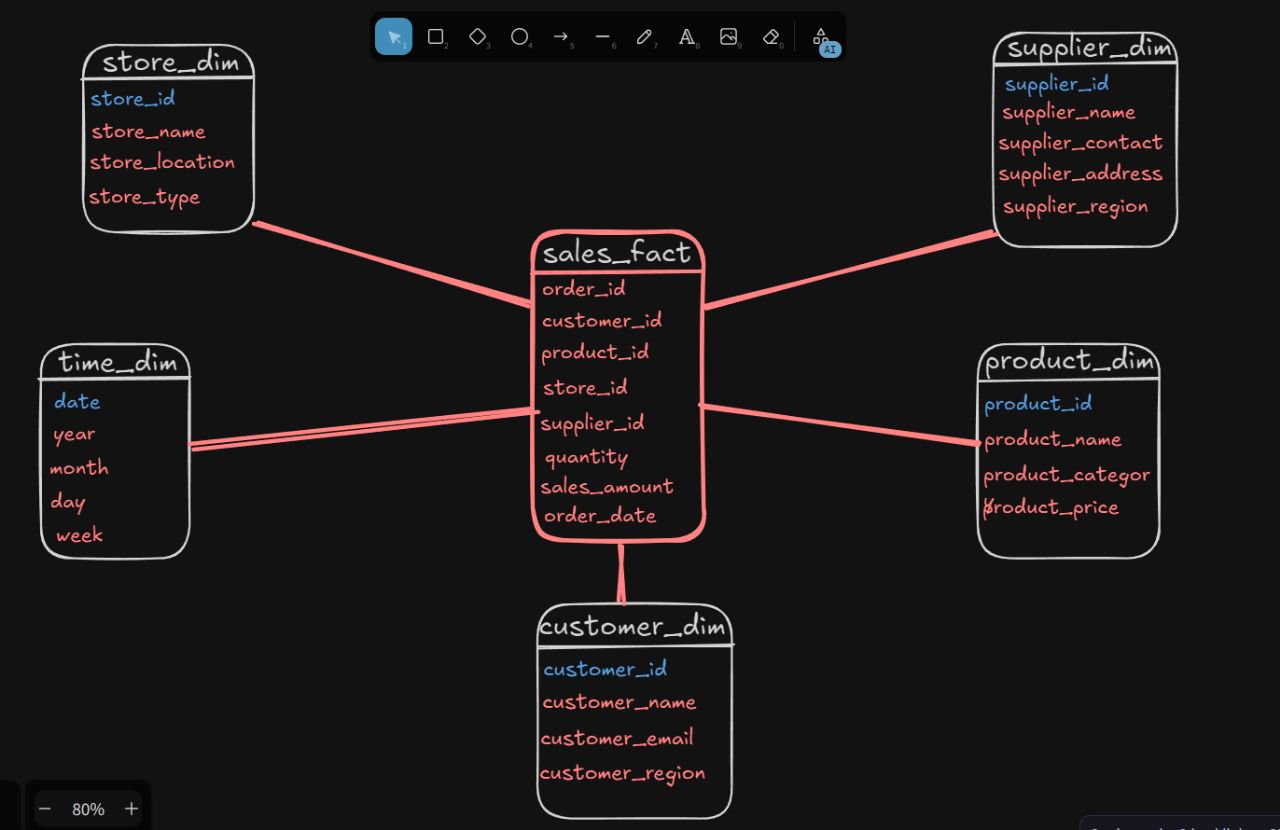 1
2
3
4
5
6
7
8
9
0
AI
store_dim
store_id
store_name
store_location
store_type
supplier_dim
supplier_id
supplier_name
supplier_contact
supplier_address
supplier_region
sales_fact
order_id
customer_id
product_id
store_id
supplier_id
quantity
sales_amount
order_date
time_dim
date
year
month
day
week
product_dim
product_id
product_name
product_categor
y
product_price
customer_dim
customer_id
customer_name
customer_email
customer_region
80%